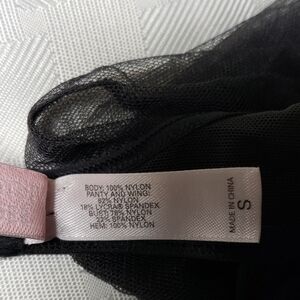 BODY: 100% NYLON
PANTY AND WING:
82% NYLON
18% LYCRA® SPANDEX
BUST: 78% NYLON
22% SPANDEX
HEM: 100% NYLON
MADE IN CHINA
S